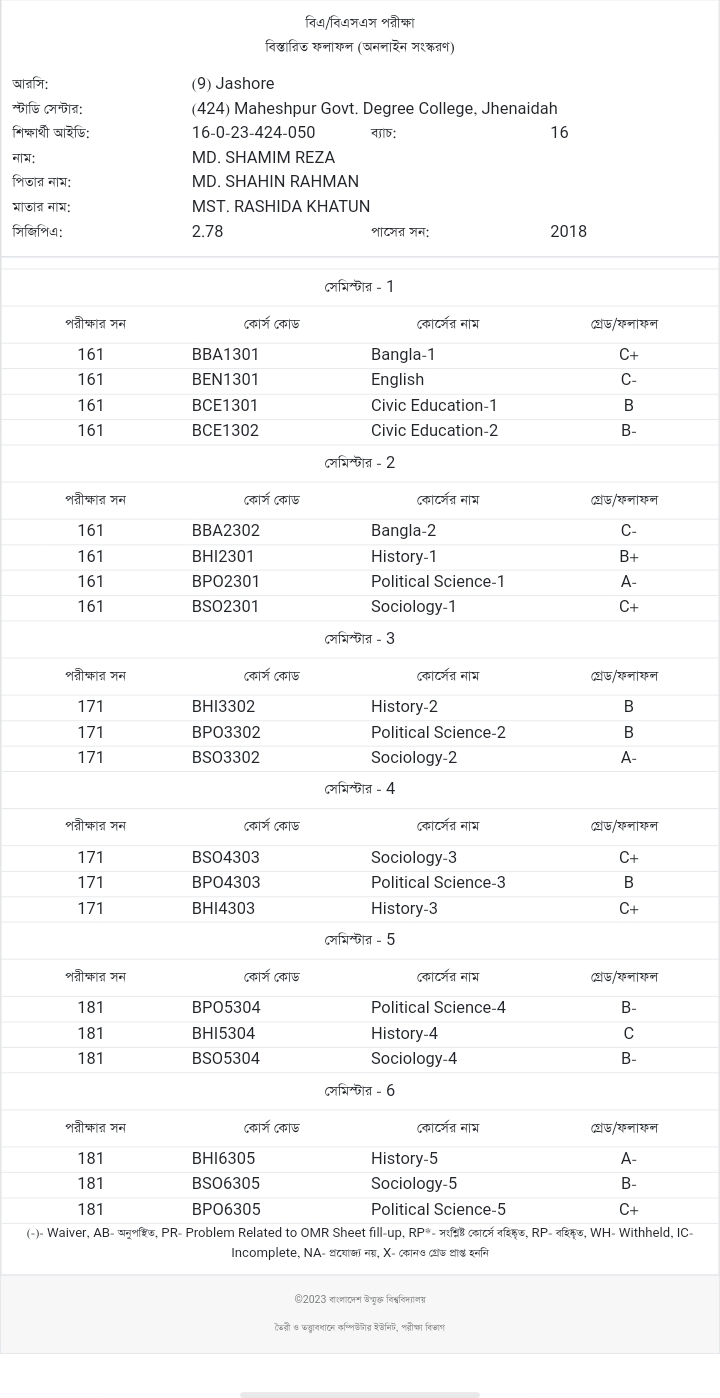 বিএ/বিএসএস পরীক্ষা
বিস্তারিত ফলাফল (অনলাইন সংস্করণ)
আরসি: (9) Jashore
স্টাডি সেন্টার: (424) Maheshpur Govt. Degree College, Jhenaidah
শিক্ষার্থী আইডি: 16-0-23-424-050 ব্যাচ: 16
নাম: MD. SHAMIM REZA
পিতার নাম: MD. SHAHIN RAHMAN
মাতার নাম: MST. RASHIDA KHATUN
সিজিপিএ: 2.78 পাসের সন: 2018
সেমিস্টার - 1
পরীক্ষার সন কোর্স কোড কোর্সের নাম গ্রেড/ফলাফল
161 BBA1301 Bangla-1 C+
161 BEN1301 English C-
161 BCE1301 Civic Education-1 B
161 BCE1302 Civic Education-2 B-
সেমিস্টার - 2
পরীক্ষার সন কোর্স কোড কোর্সের নাম গ্রেড/ফলাফল
161 BBA2302 Bangla-2 C-
161 BHI2301 History-1 B+
161 BPO2301 Political Science-1 A-
161 BSO2301 Sociology-1 C+
সেমিস্টার - 3
পরীক্ষার সন কোর্স কোড কোর্সের নাম গ্রেড/ফলাফল
171 BHI3302 History-2 B
171 BPO3302 Political Science-2 B
171 BSO3302 Sociology-2 A-
সেমিস্টার - 4
পরীক্ষার সন কোর্স কোড কোর্সের নাম গ্রেড/ফলাফল
171 BSO4303 Sociology-3 C+
171 BPO4303 Political Science-3 B
171 BHI4303 History-3 C+
সেমিস্টার - 5
পরীক্ষার সন কোর্স কোড কোর্সের নাম গ্রেড/ফলাফল
181 BPO5304 Political Science-4 B-
181 BHI5304 History-4 C
181 BSO5304 Sociology-4 B-
সেমিস্টার - 6
পরীক্ষার সন কোর্স কোড কোর্সের নাম গ্রেড/ফলাফল
181 BHI6305 History-5 A-
181 BSO6305 Sociology-5 B-
181 BPO6305 Political Science-5 C+
(-)- Waiver, AB- অনুপস্থিত, PR- Problem Related to OMR Sheet fill-up, RP*- সংশ্লিষ্ট কোর্সে বহিষ্কৃত, RP- বহিষ্কৃত, WH- Withheld, IC-
Incomplete, NA- প্রযোজ্য নয়, X- কোনও গ্রেড প্রাপ্ত হননি
©2023 বাংলাদেশ উন্মুক্ত বিশ্ববিদ্যালয়
তৈরী ও তত্ত্বাবধানে কম্পিউটার ইউনিট, পরীক্ষা বিভাগ